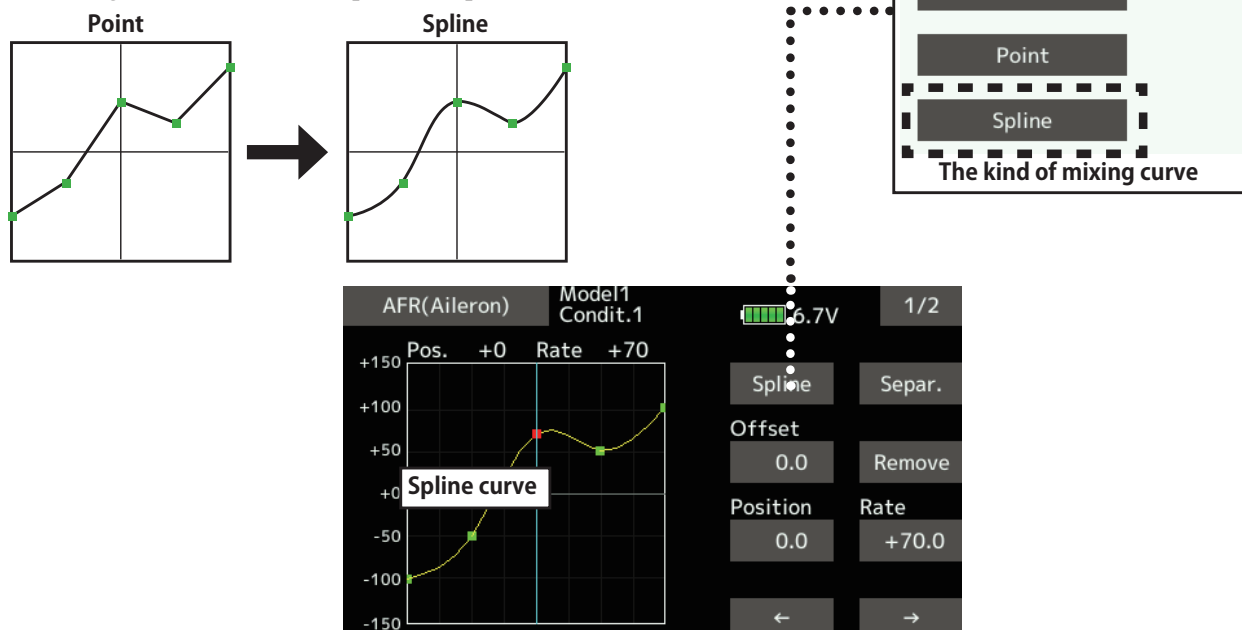 Point
Spline
Point
Spline
The kind of mixing curve
AFR(Aileron)
Model1
Condit.1
6.7V
1/2
Pos. +0 Rate +70
+150
+100
+50
+0
-50
-100
-150
Spline curve
Spline
Separ.
Offset
0.0
Remove
Position
Rate
0.0
+70.0
←
→